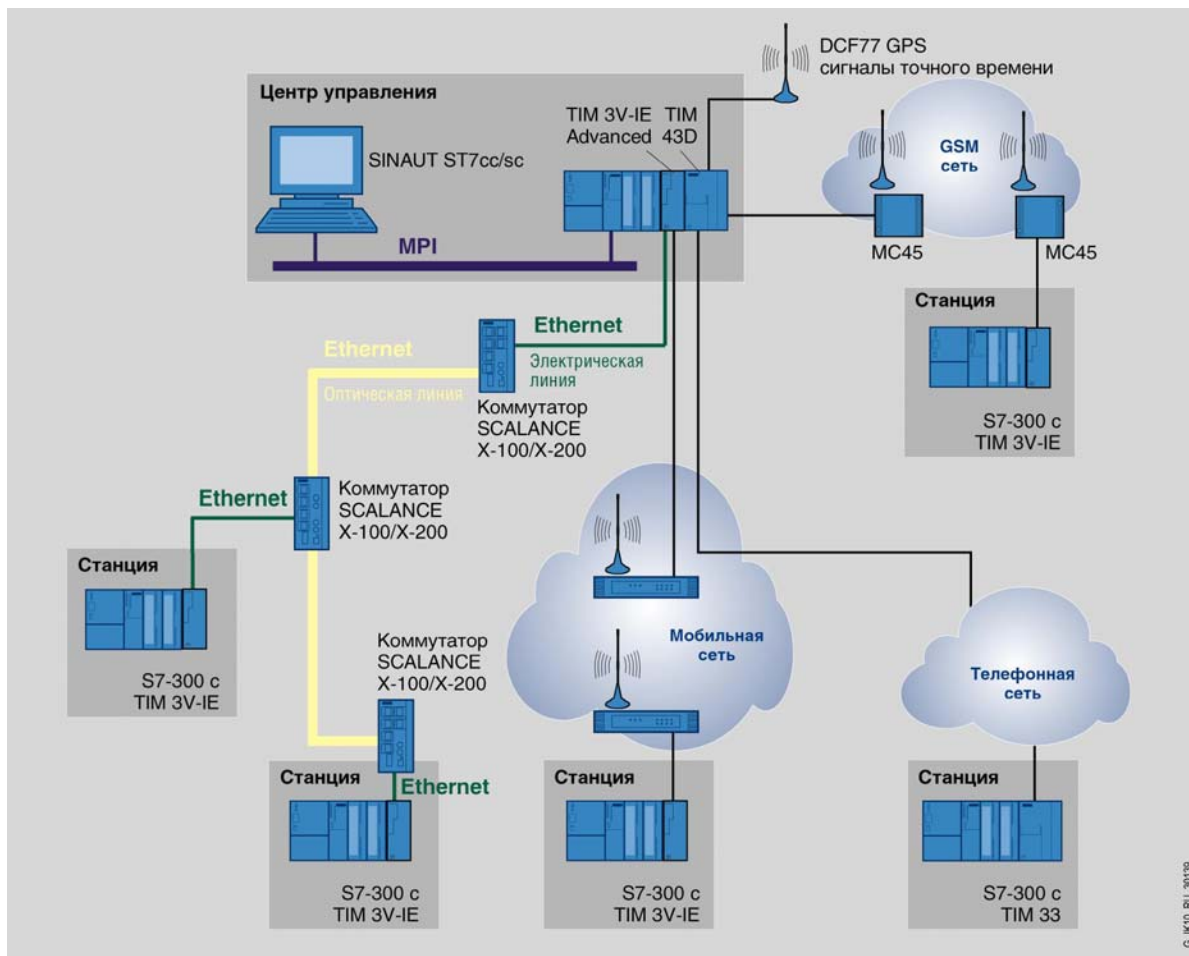 DCF77 GPS
сигналы точного времени
Центр управления
SINAUT ST7cc/sc
TIM 3V-IE
Advanced
TIM
43D
MPI
GSM
сеть
MC45
MC45
Станция
S7-300 с
TIM 3V-IE
Ethernet
Электрическая
линия
Ethernet
Оптическая линия
Коммутатор
SCALANCE
X-100/X-200
Ethernet
Коммутатор
SCALANCE
X-100/X-200
Станция
S7-300 с
TIM 3V-IE
Коммутатор
SCALANCE
X-100/X-200
Мобильная
сеть
Телефонная
сеть
Станция
Ethernet
S7-300 с
TIM 3V-IE
Станция
S7-300 с
TIM 3V-IE
Станция
S7-300 с
TIM 33
G_IK10_RU_30139